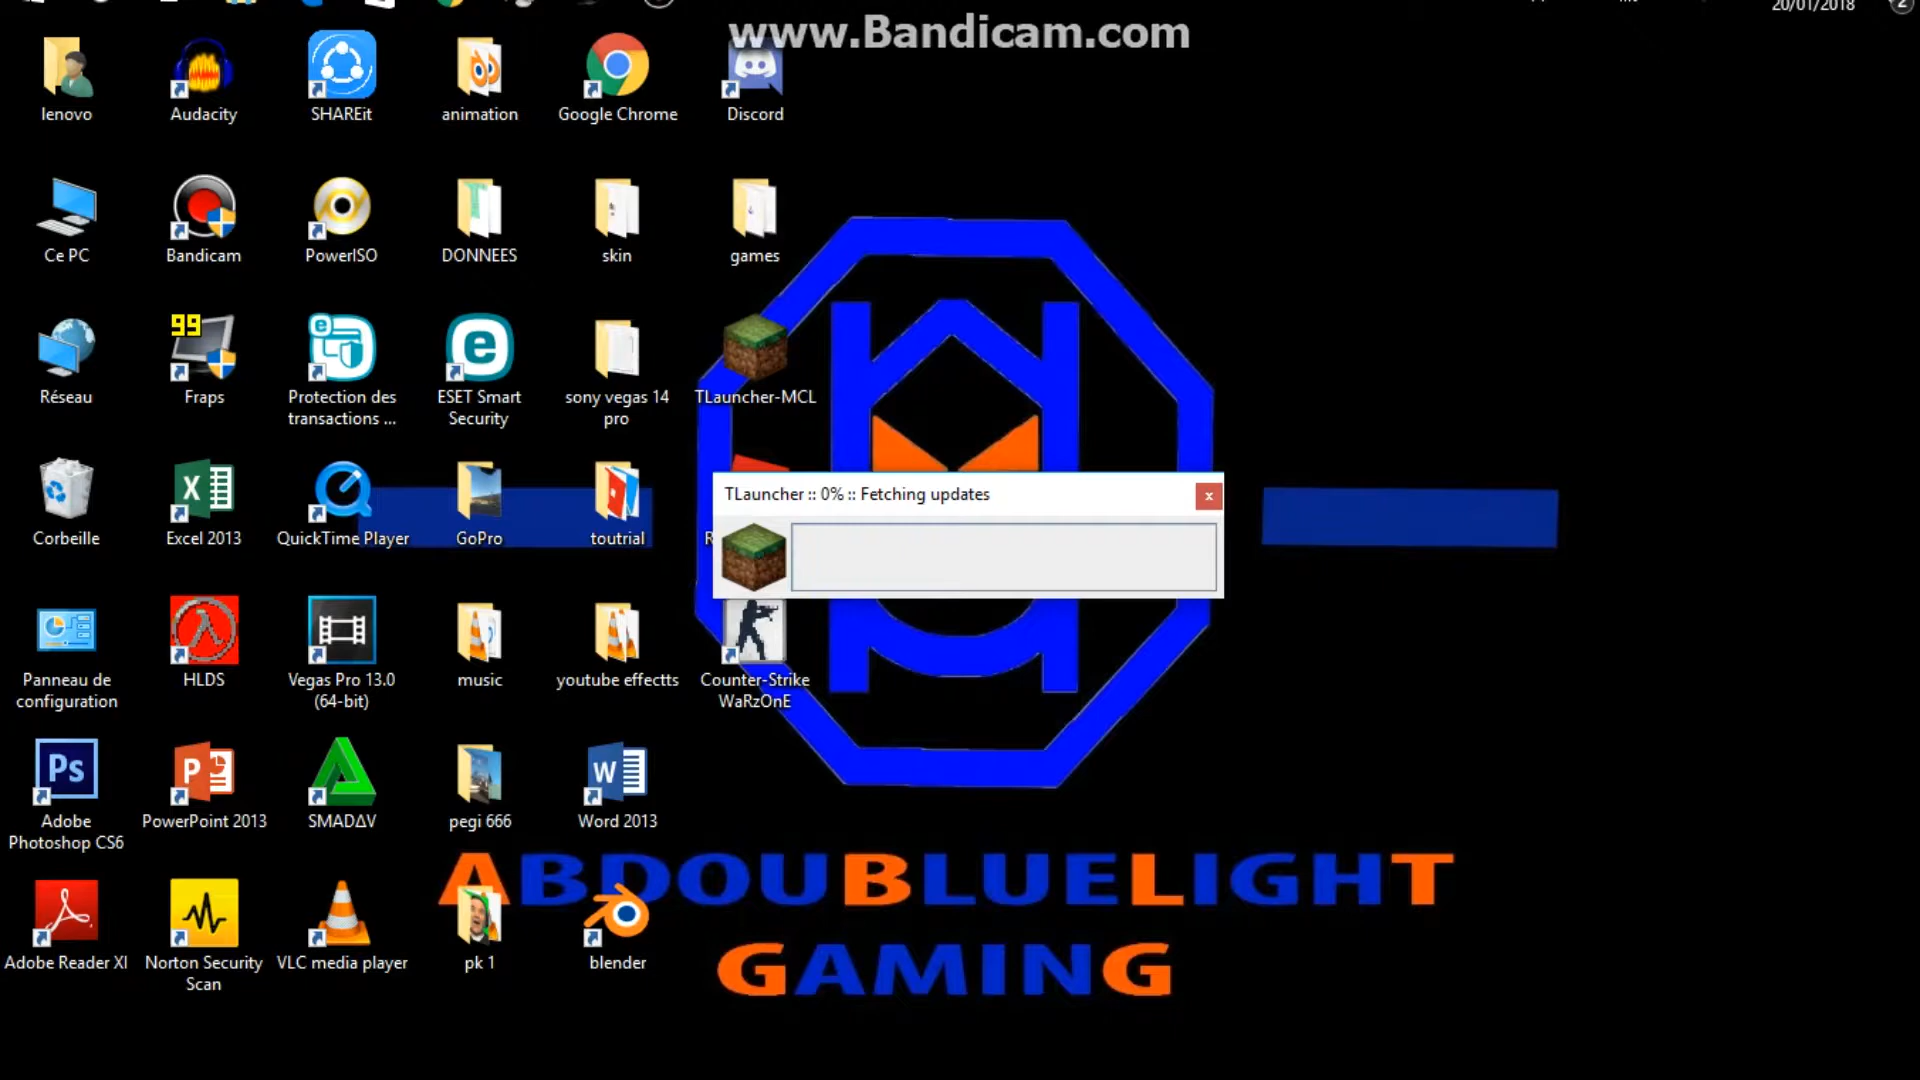 20/01/2018
2
www.Bandicam.com
lenovo
Audacity
SHAREit
animation
Google Chrome
Discord
Ce PC
Bandicam
PowerISO
DONNEES
skin
games
99
Réseau
Fraps
Protection des
transactions ...
ESET Smart
Security
sony vegas 14
pro
TLauncher-MCL
TLauncher :: 0% :: Fetching updates
x
Corbeille
Excel 2013
QuickTime Player
GoPro
toutrial
Panneau de
configuration
HLDS
Vegas Pro 13.0
(64-bit)
music
youtube effectts
Counter-Strike
WaRzOnE
Ps
Adobe
Photoshop CS6
PowerPoint 2013
SMADΔV
pegi 666
Word 2013
ABDOUBLUELIGHT
GAMING
Adobe Reader XI
Norton Security
Scan
VLC media player
pk 1
blender